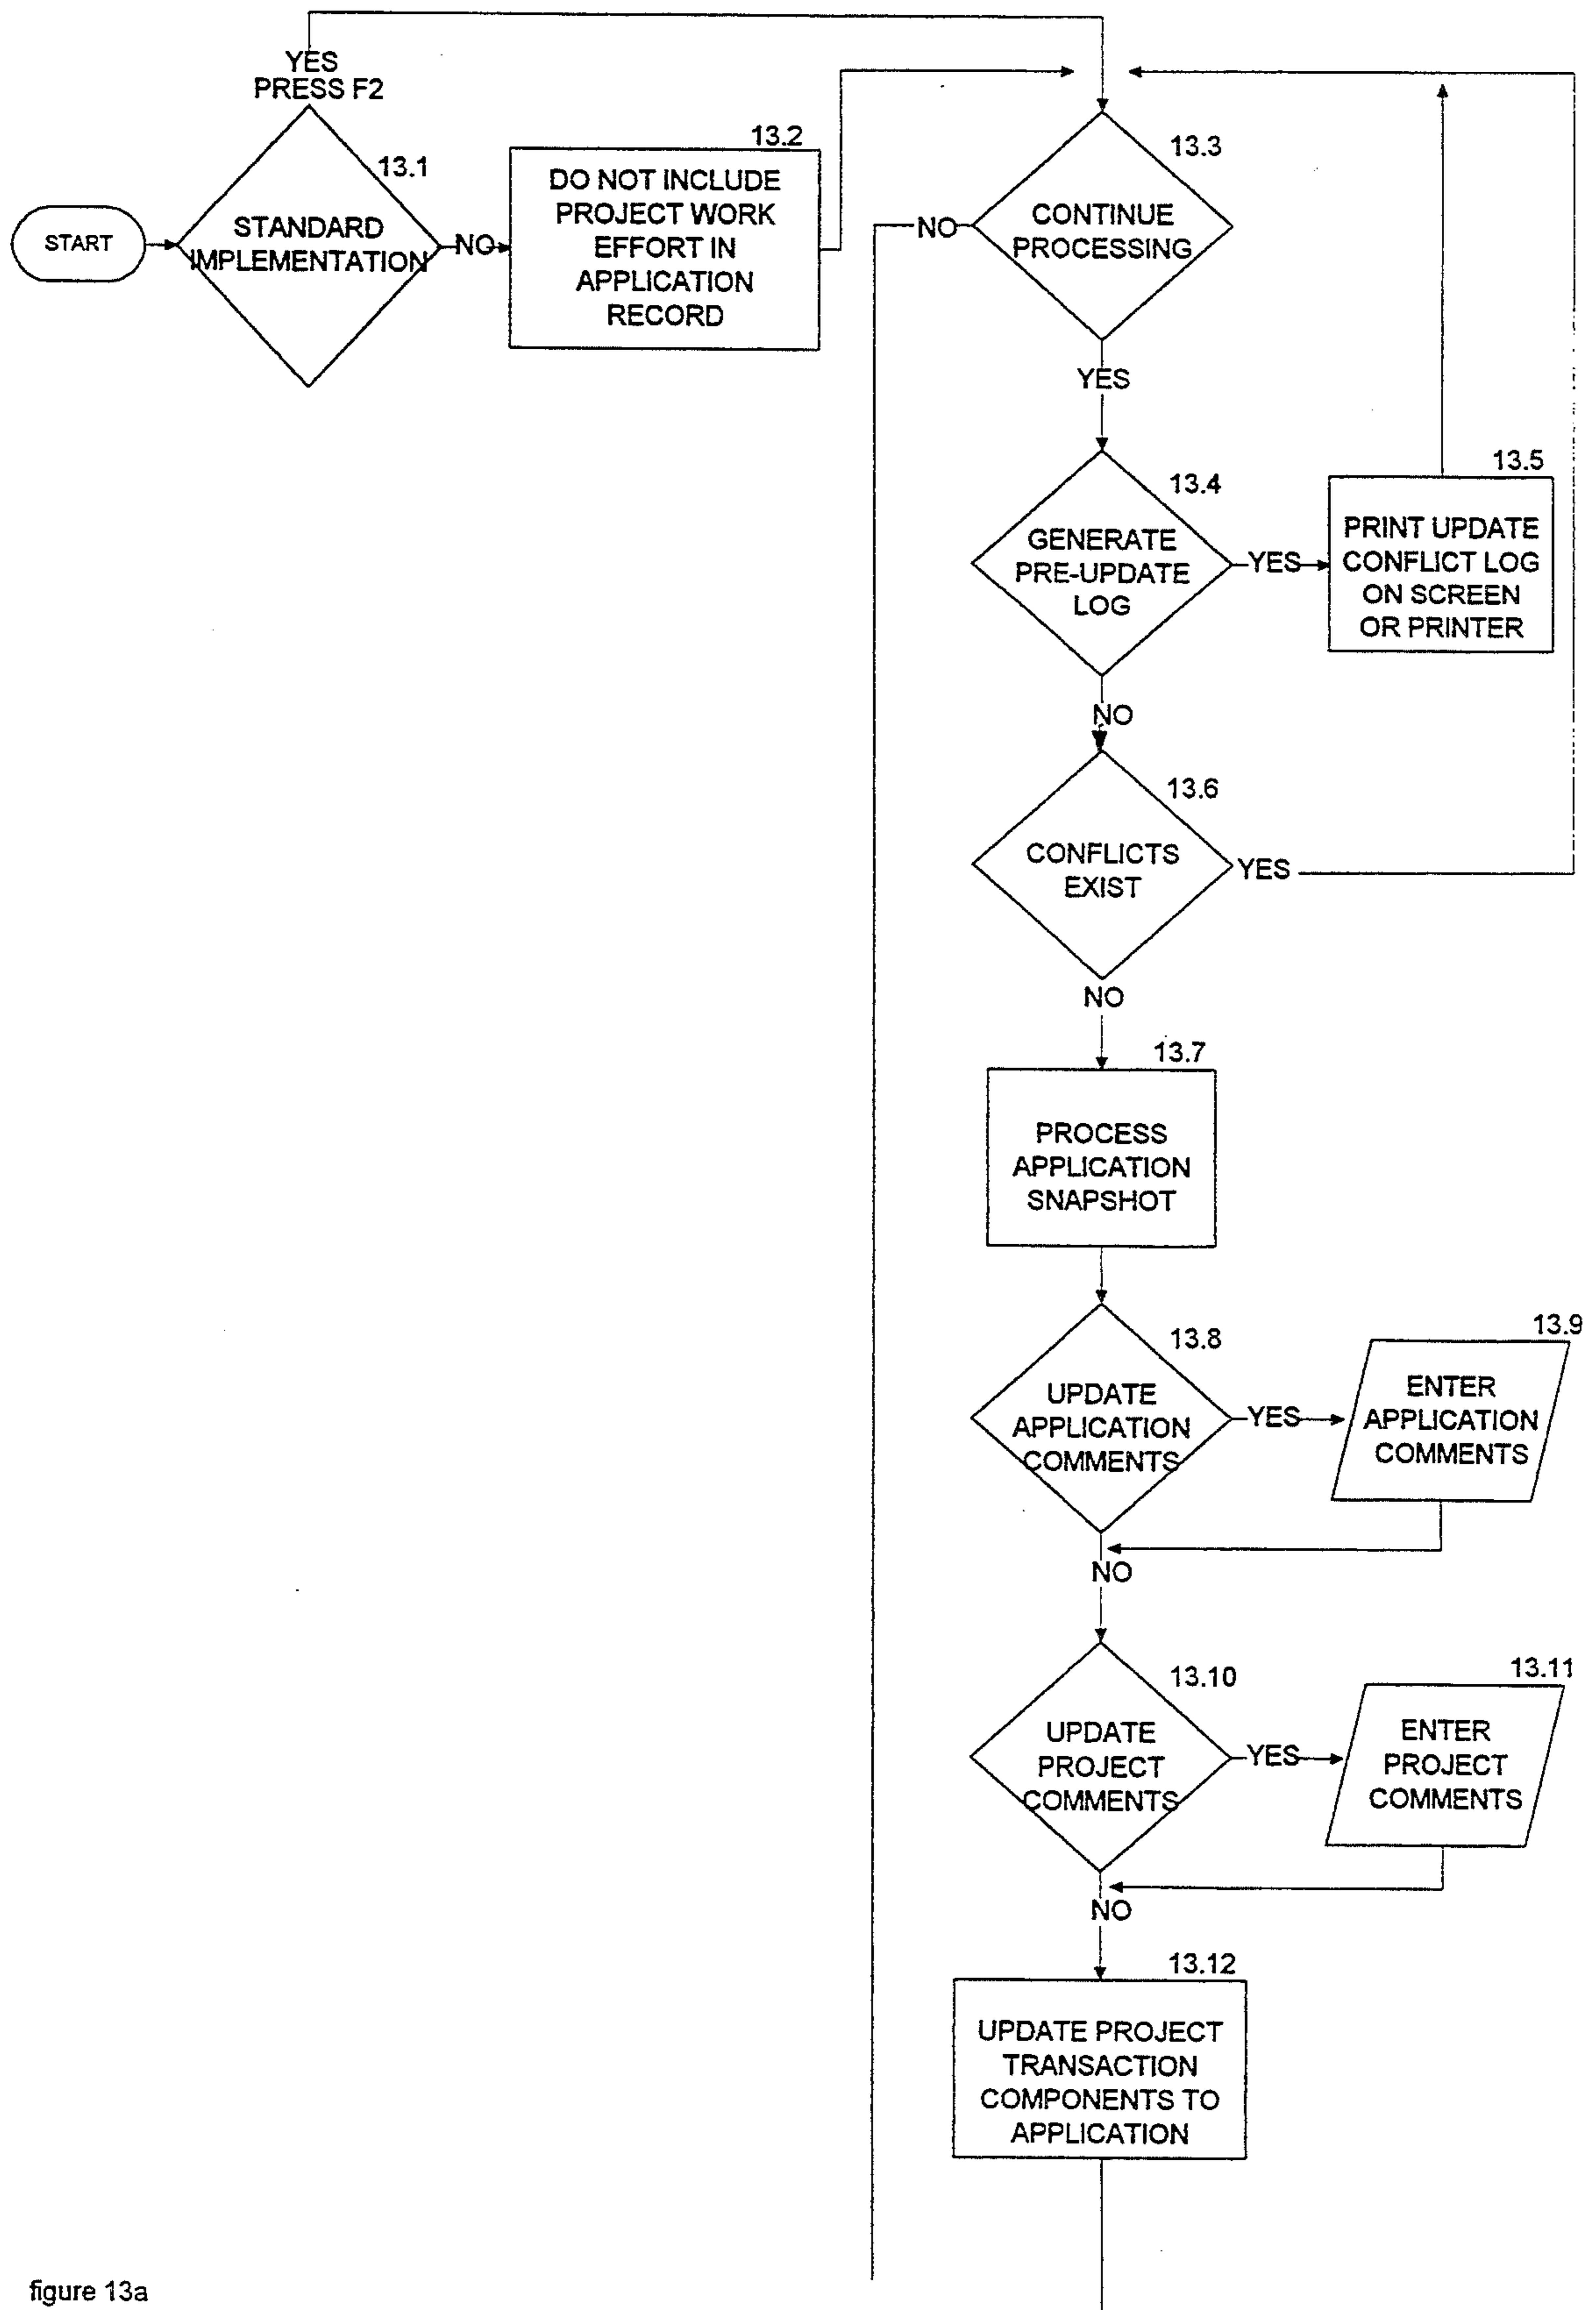 YES
PRESS F2
13.1
START
STANDARD
IMPLEMENTATION
NO
13.2
DO NOT INCLUDE
PROJECT WORK
EFFORT IN
APPLICATION
RECORD
13.3
NO
CONTINUE
PROCESSING
YES
13.4
GENERATE
PRE-UPDATE
LOG
YES
13.5
PRINT UPDATE
CONFLICT LOG
ON SCREEN
OR PRINTER
NO
13.6
CONFLICTS
EXIST
YES
NO
13.7
PROCESS
APPLICATION
SNAPSHOT
13.8
UPDATE
APPLICATION
COMMENTS
YES
13.9
ENTER
APPLICATION
COMMENTS
NO
13.10
UPDATE
PROJECT
COMMENTS
YES
13.11
ENTER
PROJECT
COMMENTS
NO
13.12
UPDATE PROJECT
TRANSACTION
COMPONENTS TO
APPLICATION
figure 13a